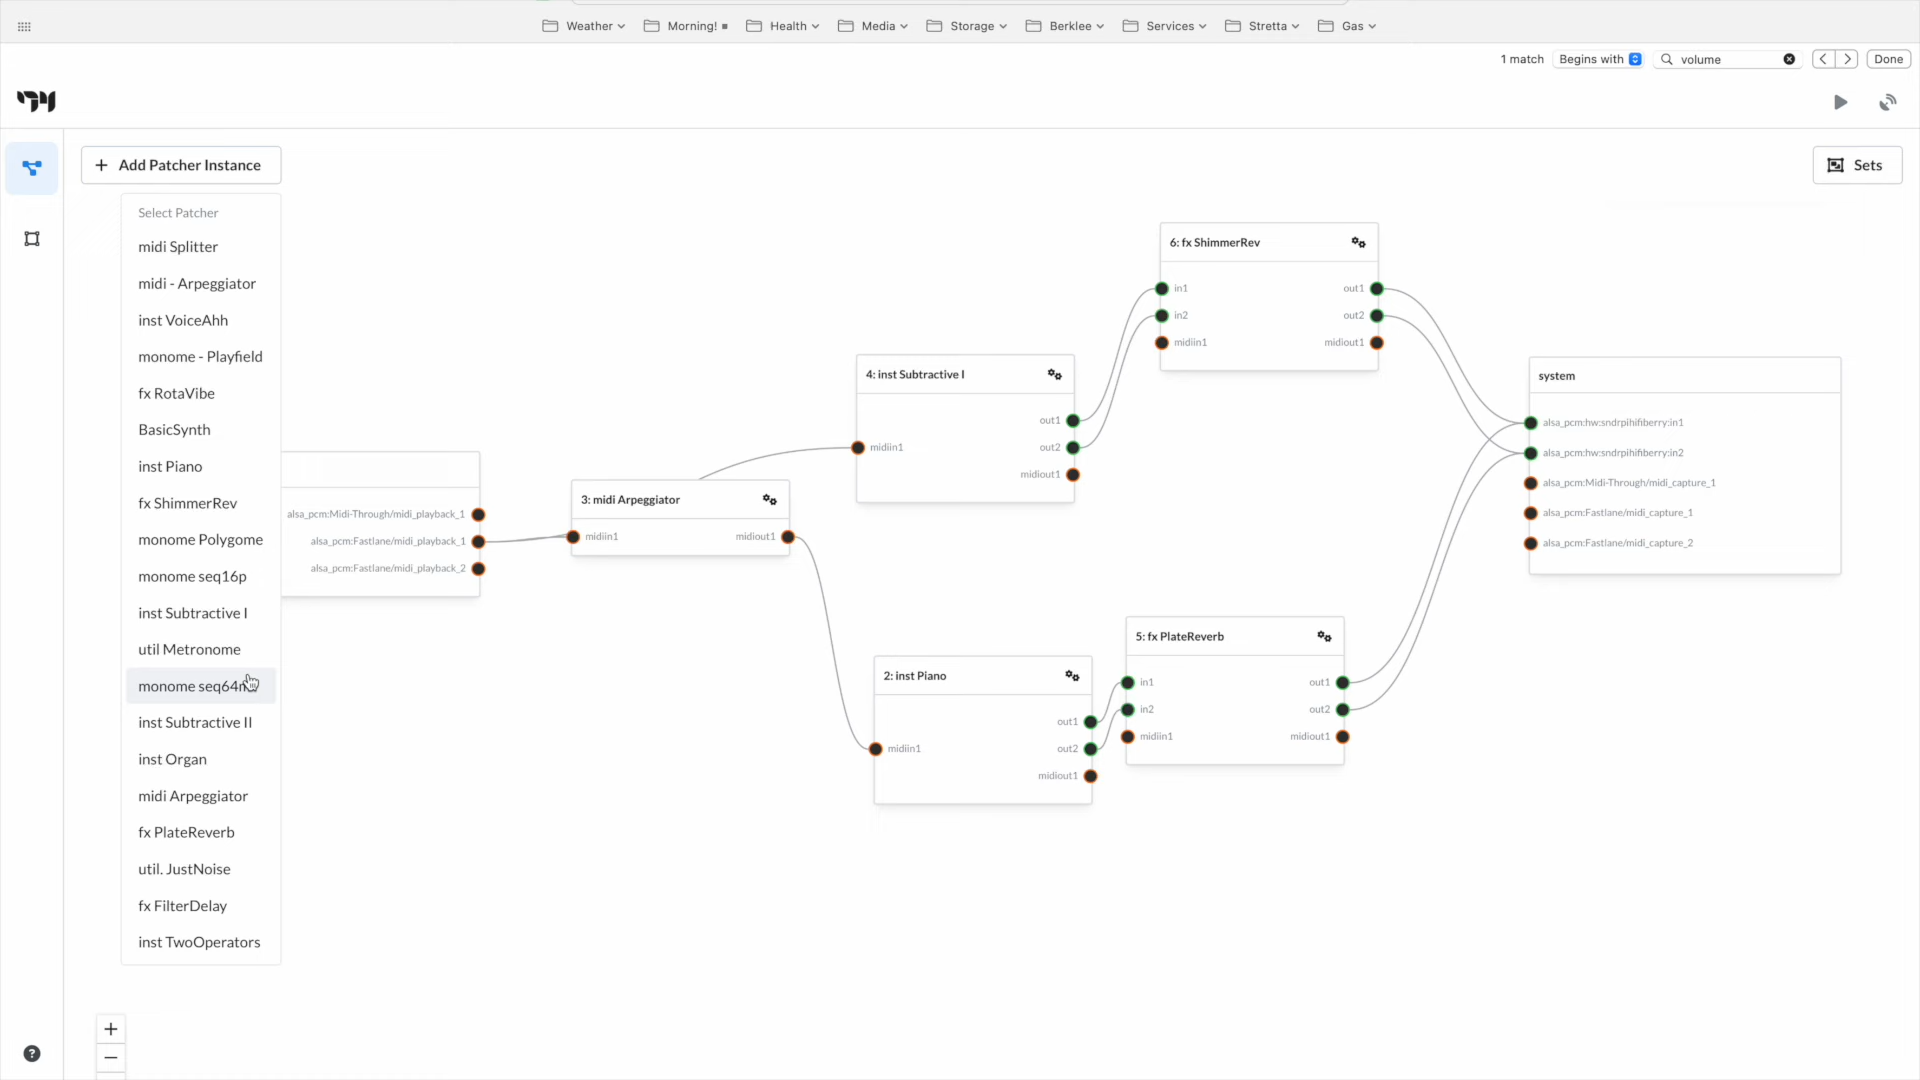 Weather
Morning!
Health
Media
Storage
Berklee
Services
Stretta
Gas
1 match
Begins with
volume
Done
Add Patcher Instance
Sets
Select Patcher
midi Splitter
midi - Arpeggiator
inst VoiceAhh
monome - Playfield
fx RotaVibe
BasicSynth
inst Piano
fx ShimmerRev
monome Polygome
monome seq16p
inst Subtractive I
util Metronome
inst Subtractive II
inst Organ
midi Arpeggiator
fx PlateReverb
util. JustNoise
fx FilterDelay
inst TwoOperators
alsa_pcm:Midi-Through/midi_playback_1
alsa_pcm:Fastlane/midi_playback_1
alsa_pcm:Fastlane/midi_playback_2
3: midi Arpeggiator
midiin1
midiout1
4: inst Subtractive I
out1
midiin1
out2
midiout1
6: fx ShimmerRev
in1
out1
in2
out2
midiin1
midiout1
2: inst Piano
out1
midiin1
out2
midiout1
5: fx PlateReverb
in1
out1
in2
out2
midiin1
midiout1
system
alsa_pcm:hw:sndrpihifiberry:in1
alsa_pcm:hw:sndrpihifiberry:in2
alsa_pcm:Midi-Through/midi_capture_1
alsa_pcm:Fastlane/midi_capture_1
alsa_pcm:Fastlane/midi_capture_2